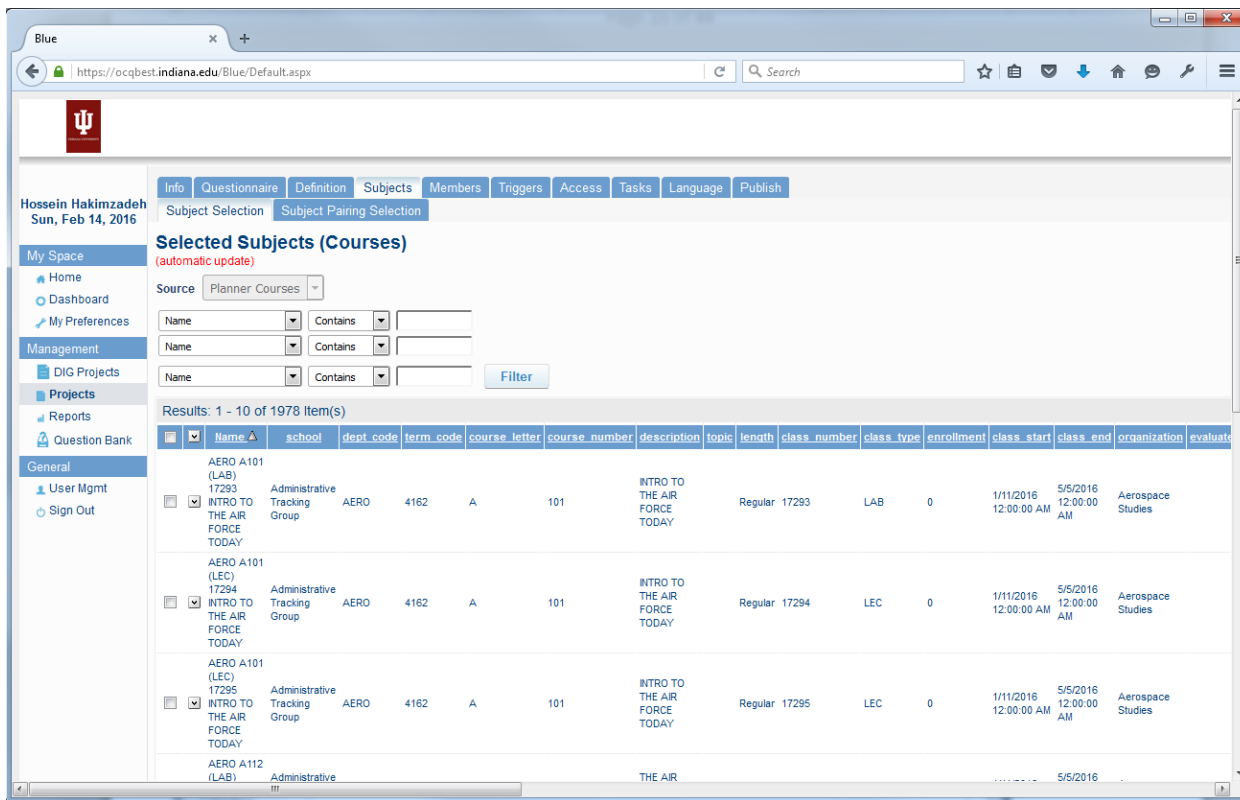 Blue
https://ocqbest.indiana.edu/Blue/Default.aspx
Search
Ψ
Hossein Hakimzadeh
Sun, Feb 14, 2016
My Space
Home
Dashboard
My Preferences
Management
DIG Projects
Projects
Reports
Question Bank
General
User Mgmt
Sign Out
Info Questionnaire Definition Subjects Members Triggers Access Tasks Language Publish
Subject Selection Subject Pairing Selection
Selected Subjects (Courses)
(automatic update)
Source Planner Courses
Name Contains
Name Contains
Name Contains Filter
Results: 1 - 10 of 1978 Item(s)
Name school dept_code term_code course_letter course_number description topic length class_number class_type enrollment class_start class_end organization evaluate
AERO A101 (LAB) 17293 INTRO TO THE AIR FORCE TODAY Administrative Tracking Group AERO 4162 A 101 INTRO TO THE AIR FORCE TODAY Regular 17293 LAB 0 1/11/2016 12:00:00 AM 5/5/2016 12:00:00 AM Aerospace Studies
AERO A101 (LEC) 17294 INTRO TO THE AIR FORCE TODAY Administrative Tracking Group AERO 4162 A 101 INTRO TO THE AIR FORCE TODAY Regular 17294 LEC 0 1/11/2016 12:00:00 AM 5/5/2016 12:00:00 AM Aerospace Studies
AERO A101 (LEC) 17295 INTRO TO THE AIR FORCE TODAY Administrative Tracking Group AERO 4162 A 101 INTRO TO THE AIR FORCE TODAY Regular 17295 LEC 0 1/11/2016 12:00:00 AM 5/5/2016 12:00:00 AM Aerospace Studies
AERO A112 (LAB) Administrative THE AIR 5/5/2016